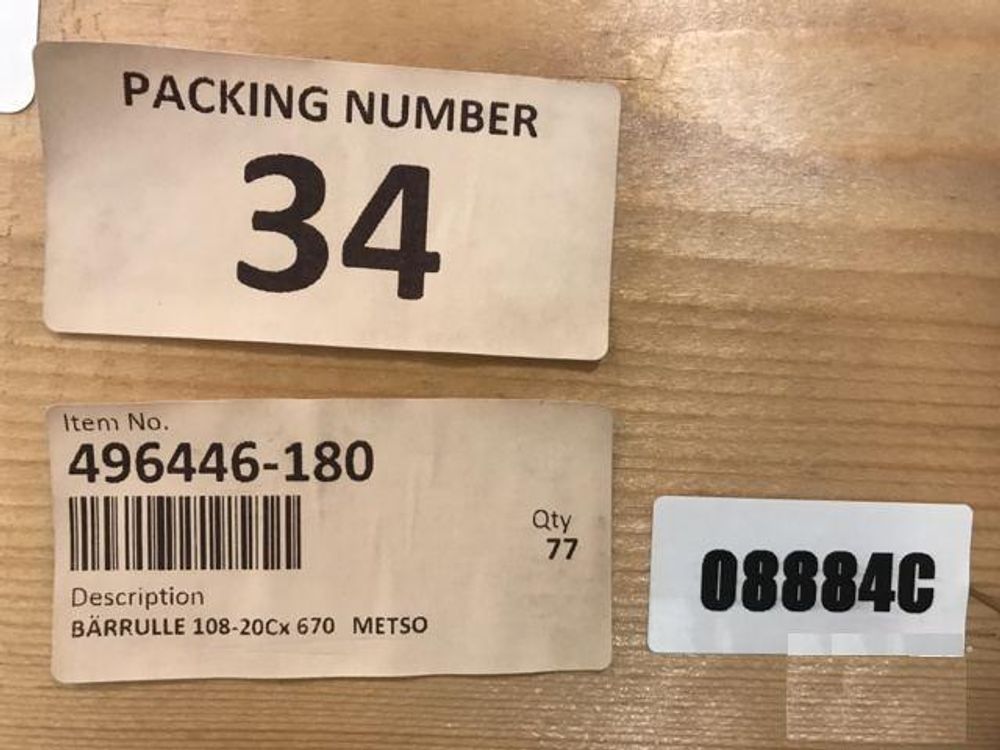 PACKING NUMBER
34
Item No.
496446-180
Qty
77
Description
BÄRRULLE 108-20Cx 670 METSO
08884C